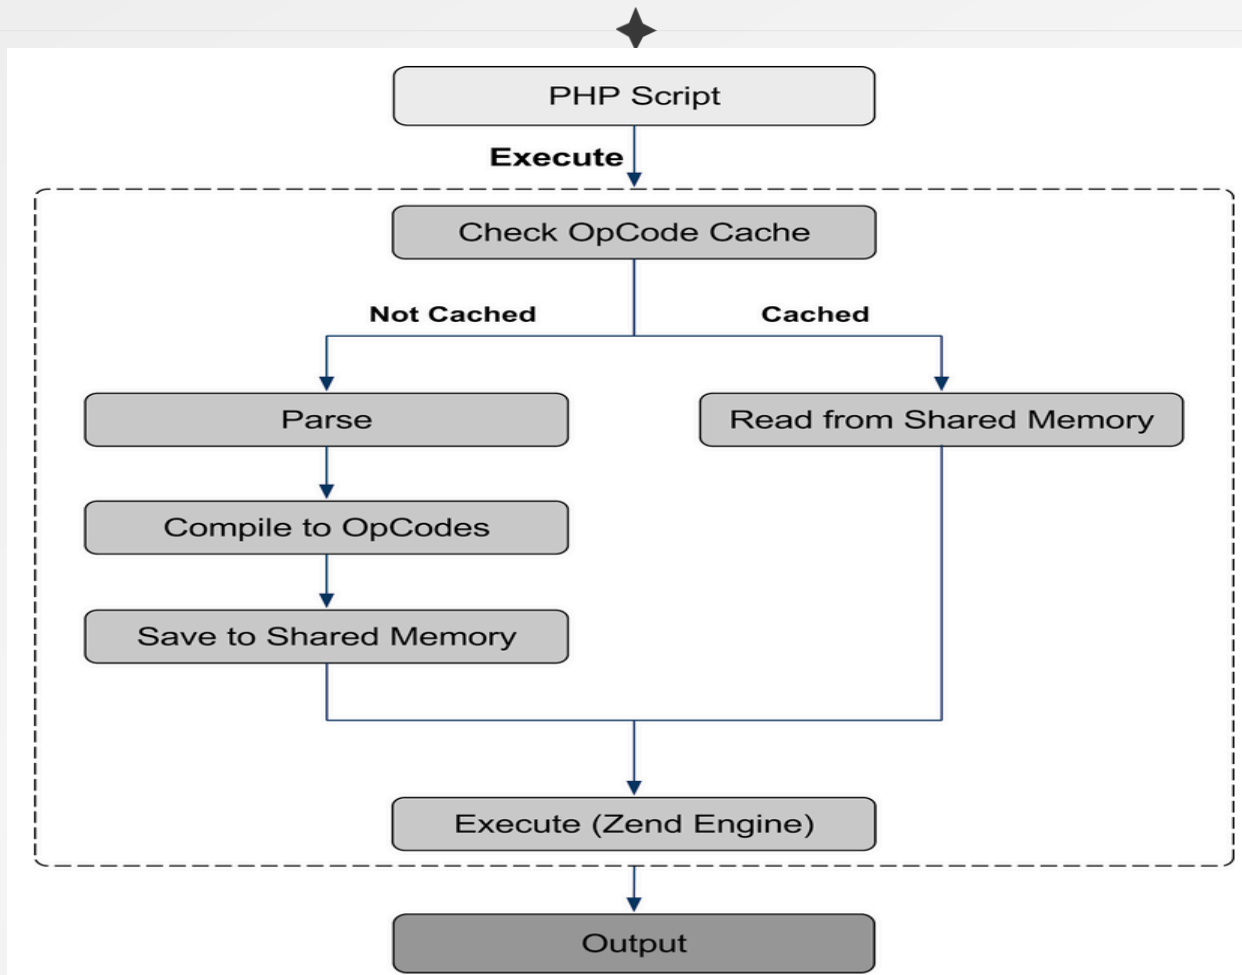 PHP Script
Execute
Check OpCode Cache
Not Cached
Cached
Parse
Read from Shared Memory
Compile to OpCodes
Save to Shared Memory
Execute (Zend Engine)
Output